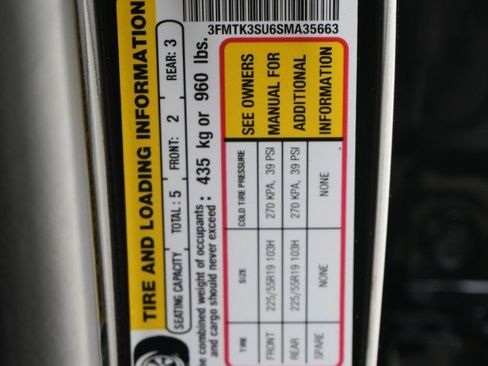 3FMTK3SU6SMA35663
TIRE AND LOADING INFORMATION
SEATING CAPACITY TOTAL : 5 FRONT: 2 REAR: 3
he combined weight of occupants
and cargo should never exceed : 435 kg or 960 lbs.
TIRE SIZE COLD TIRE PRESSURE
FRONT 225/55R19 103H 270 KPA, 39 PSI
REAR 225/55R19 103H 270 KPA, 39 PSI
SPARE NONE NONE
SEE OWNERS
MANUAL FOR
ADDITIONAL
INFORMATION